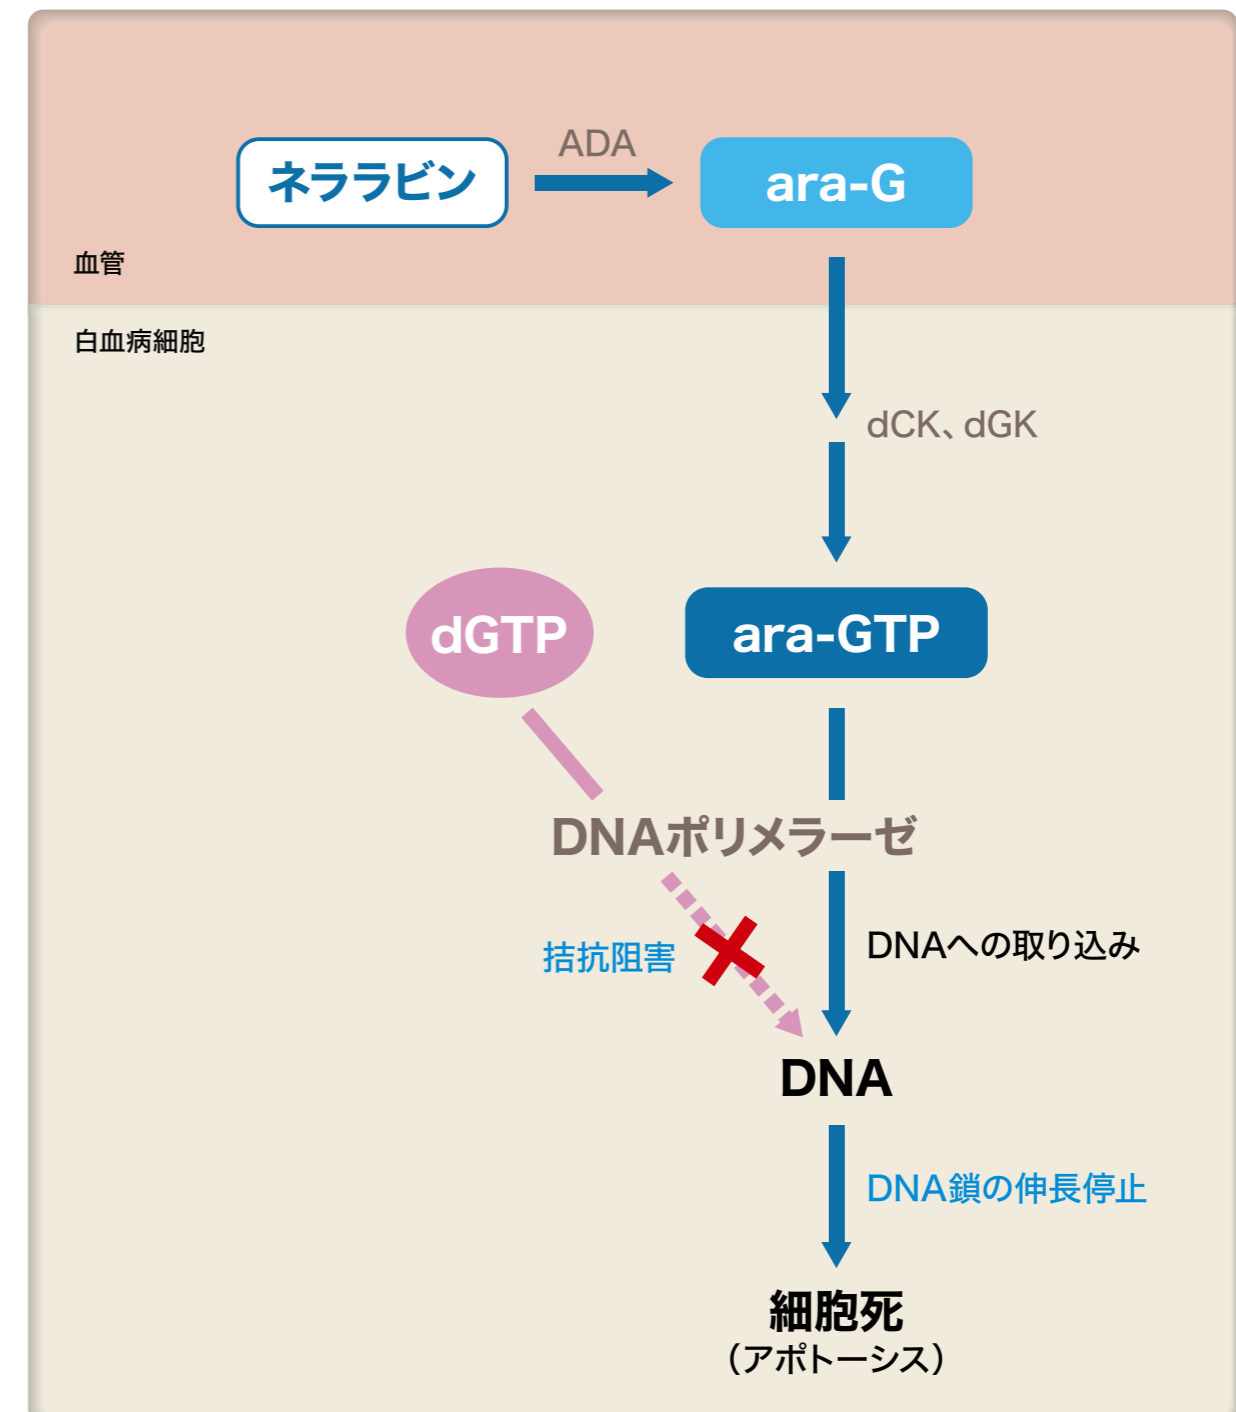 ADA
ネララビン
ara-G
血管
白血病細胞
dCK、dGK
dGTP
ara-GTP
DNAポリメラーゼ
拮抗阻害
DNAへの取り込み
DNA
DNA鎖の伸長停止
細胞死
（アポトーシス）